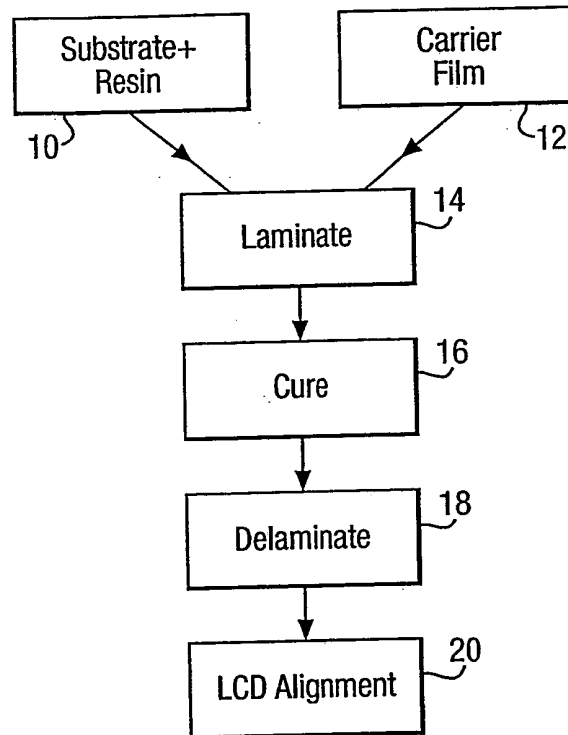 Substrate+
Resin
10
Carrier
Film
12
Laminate
14
Cure
16
Delaminate
18
LCD Alignment
20